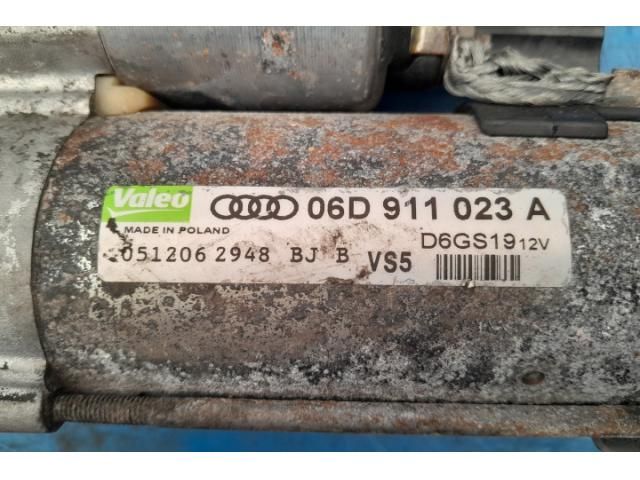 Valeo 06D 911 023 A
MADE IN POLAND D6GS19 12V
051206 2948 BJ B VS5